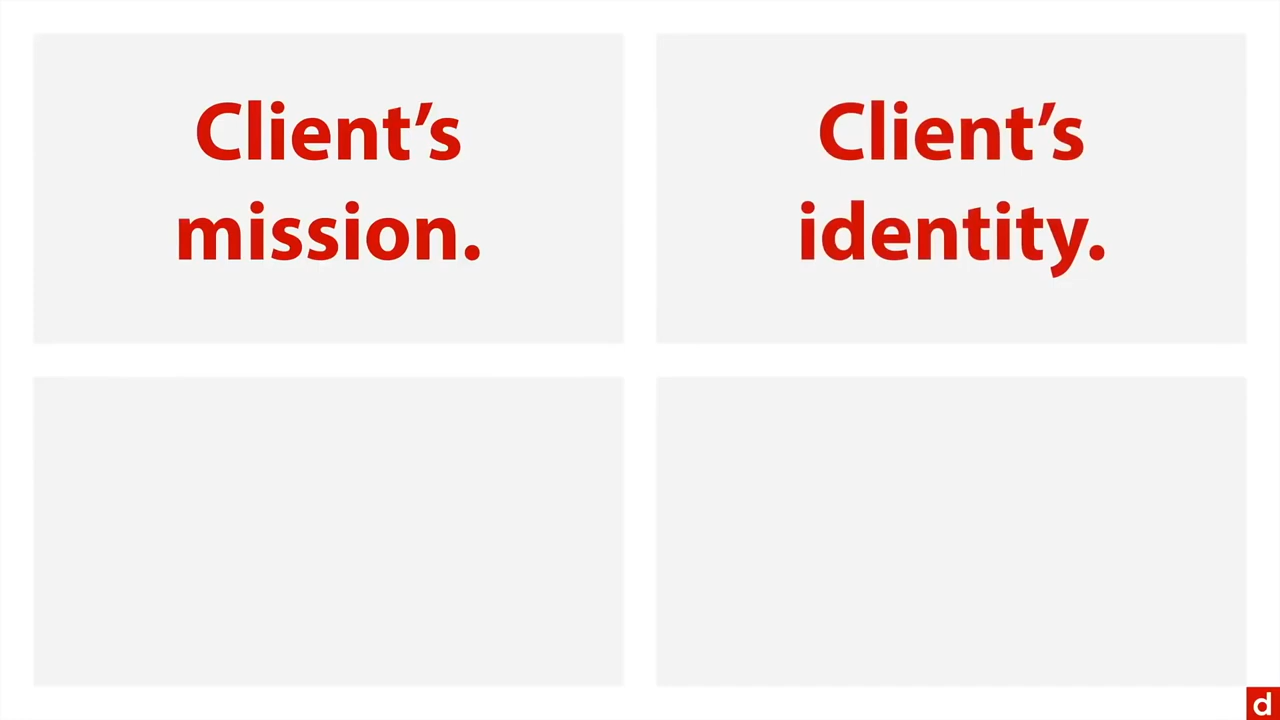 Client’s
mission.
Client’s
identity.
d